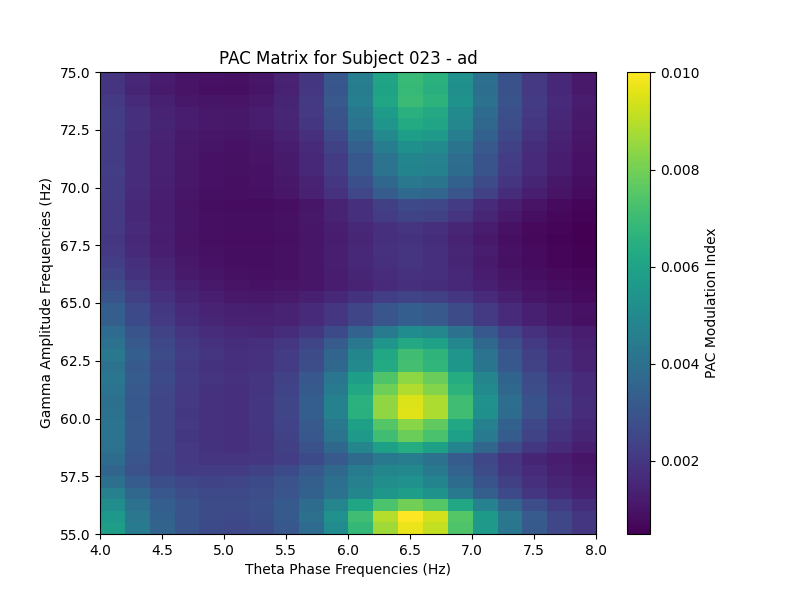 PAC Matrix for Subject 023 - ad
75.0
72.5
70.0
67.5
65.0
62.5
60.0
57.5
55.0
Gamma Amplitude Frequencies (Hz)
4.0 4.5 5.0 5.5 6.0 6.5 7.0 7.5 8.0
Theta Phase Frequencies (Hz)
0.010
0.008
0.006
0.004
0.002
PAC Modulation Index